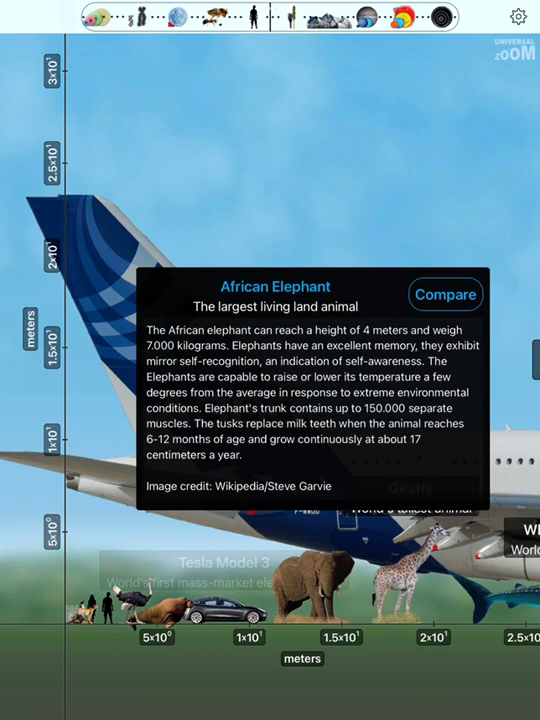 UNIVERSAL
ZOOM
3x10¹
2.5x10¹
2x10¹
meters
1.5x10¹
1x10¹
5x10⁰
African Elephant
Compare
The largest living land animal
The African elephant can reach a height of 4 meters and weigh
7.000 kilograms. Elephants have an excellent memory, they exhibit
mirror self-recognition, an indication of self-awareness. The
Elephants are capable to raise or lower its temperature a few
degrees from the average in response to extreme environmental
conditions. Elephant's trunk contains up to 150.000 separate
muscles. The tusks replace milk teeth when the animal reaches
6-12 months of age and grow continuously at about 17
centimeters a year.
Image credit: Wikipedia/Steve Garvie
Giraffe
World's tallest animal
Wh
World
Tesla Model 3
World's first mass-market ele
5x10⁰
1x10¹
1.5x10¹
2x10¹
2.5x10
meters